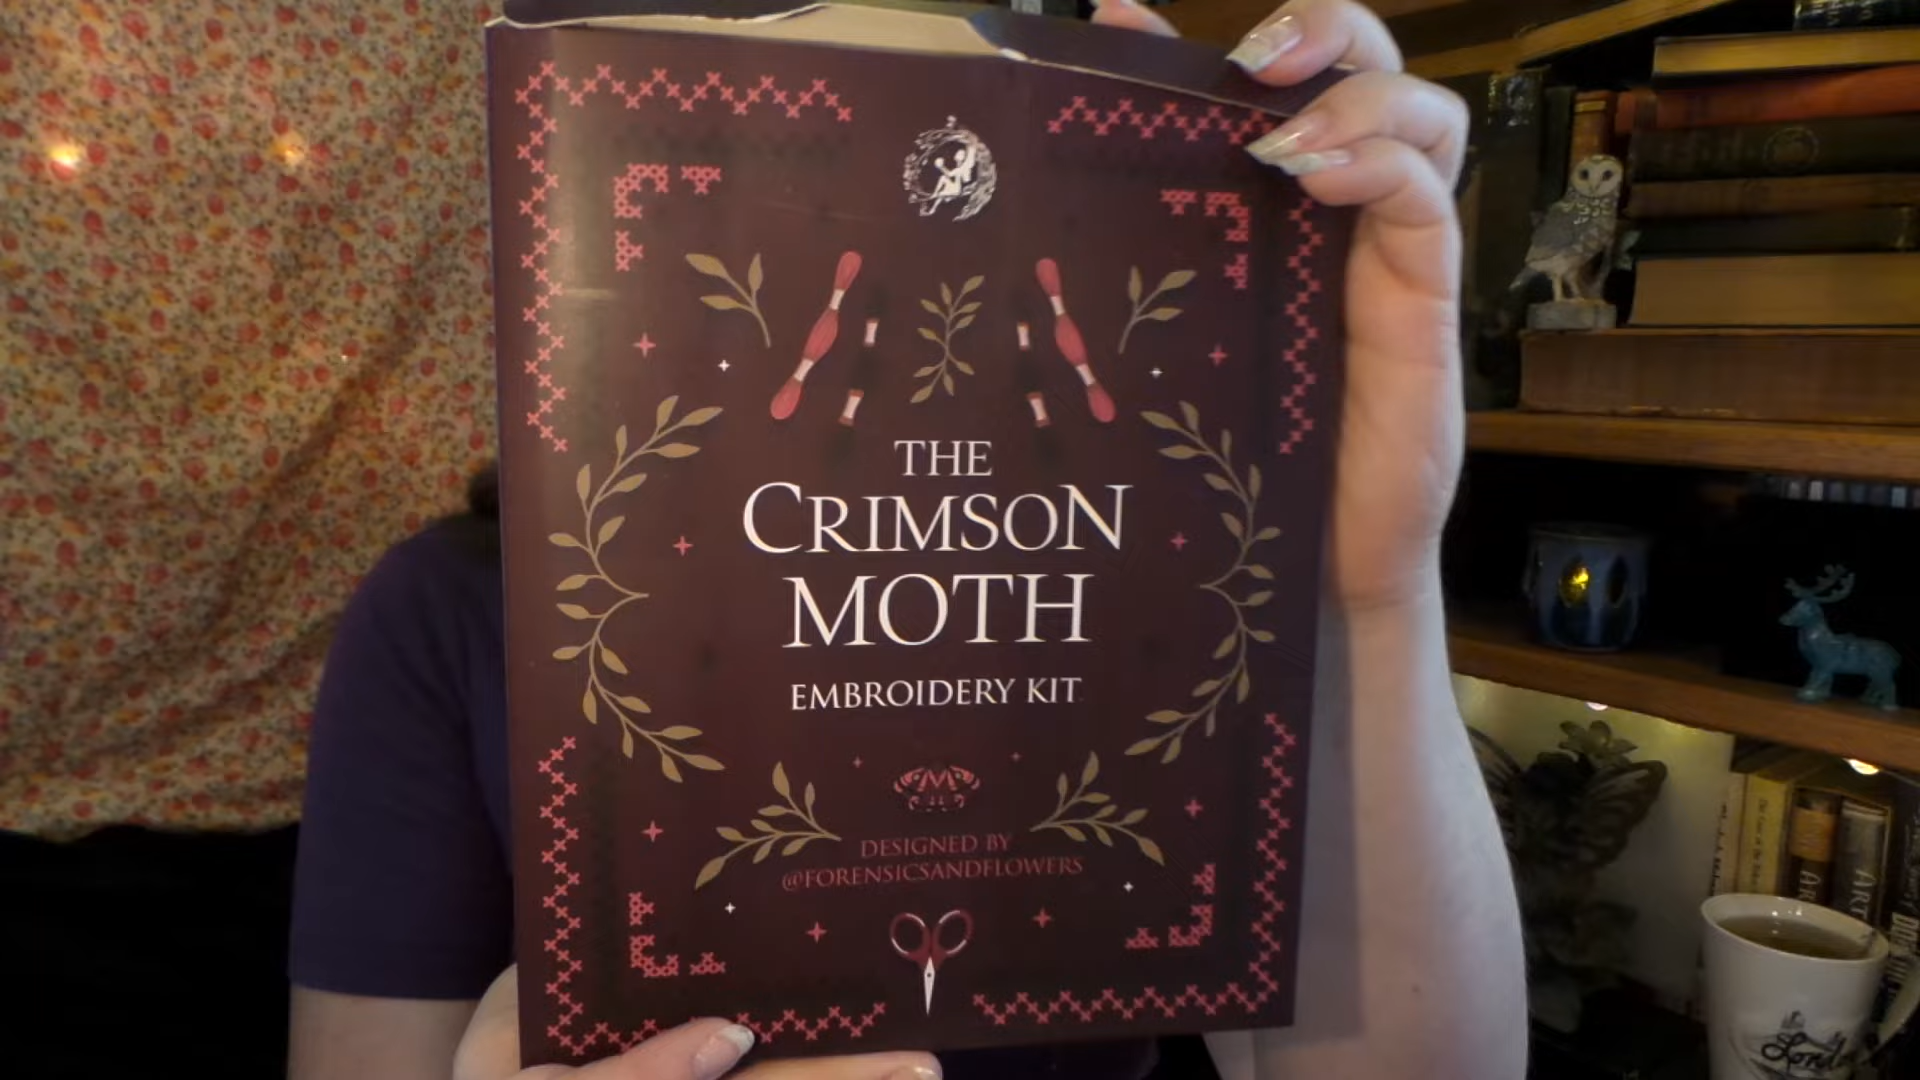 THE
CRIMSON
MOTH
EMBROIDERY KIT
DESIGNED BY
@FORENSICSANDFLOWERS